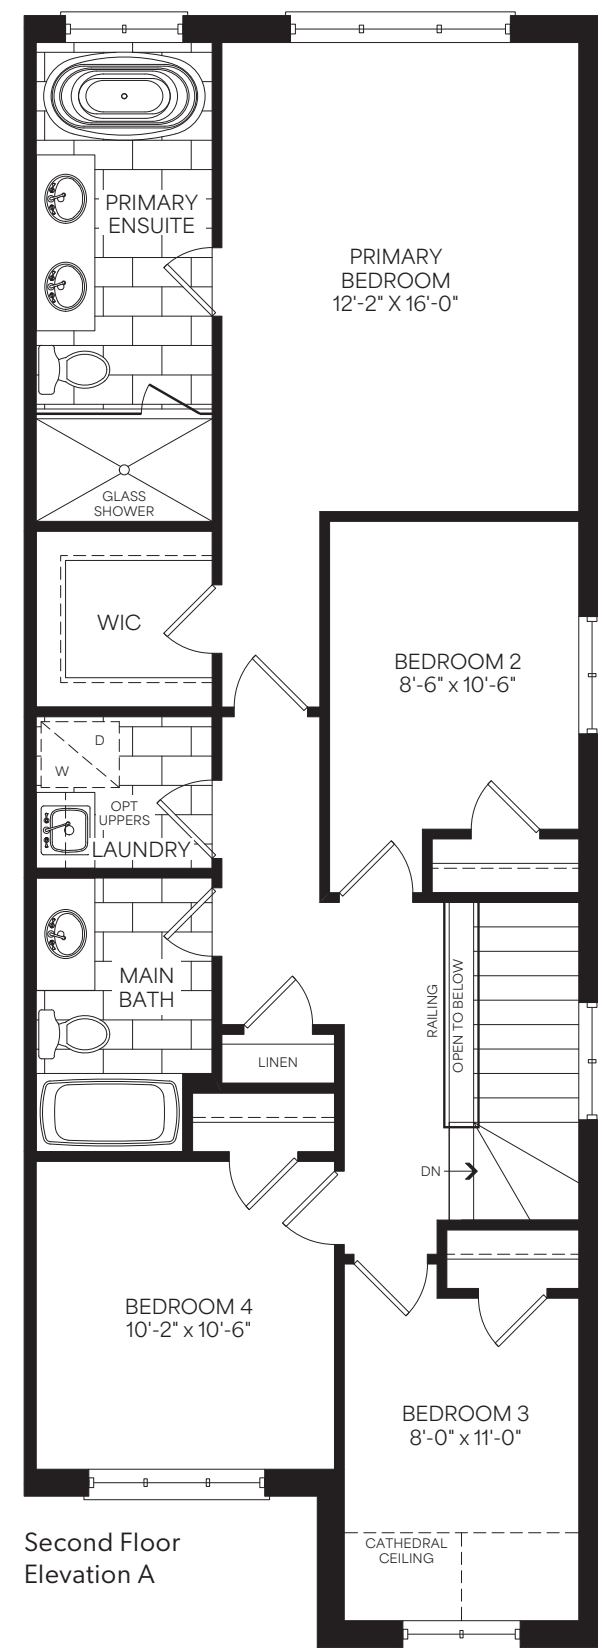 PRIMARY
ENSUITE
PRIMARY
BEDROOM
12'-2" X 16'-0"
GLASS
SHOWER
WIC
BEDROOM 2
8'-6" x 10'-6"
D
W
OPT
UPPERS
LAUNDRY
MAIN
BATH
RAILING
OPEN TO BELOW
LINEN
DN
BEDROOM 4
10'-2" x 10'-6"
BEDROOM 3
8'-0" x 11'-0"
CATHEDRAL
CEILING
Second Floor
Elevation A